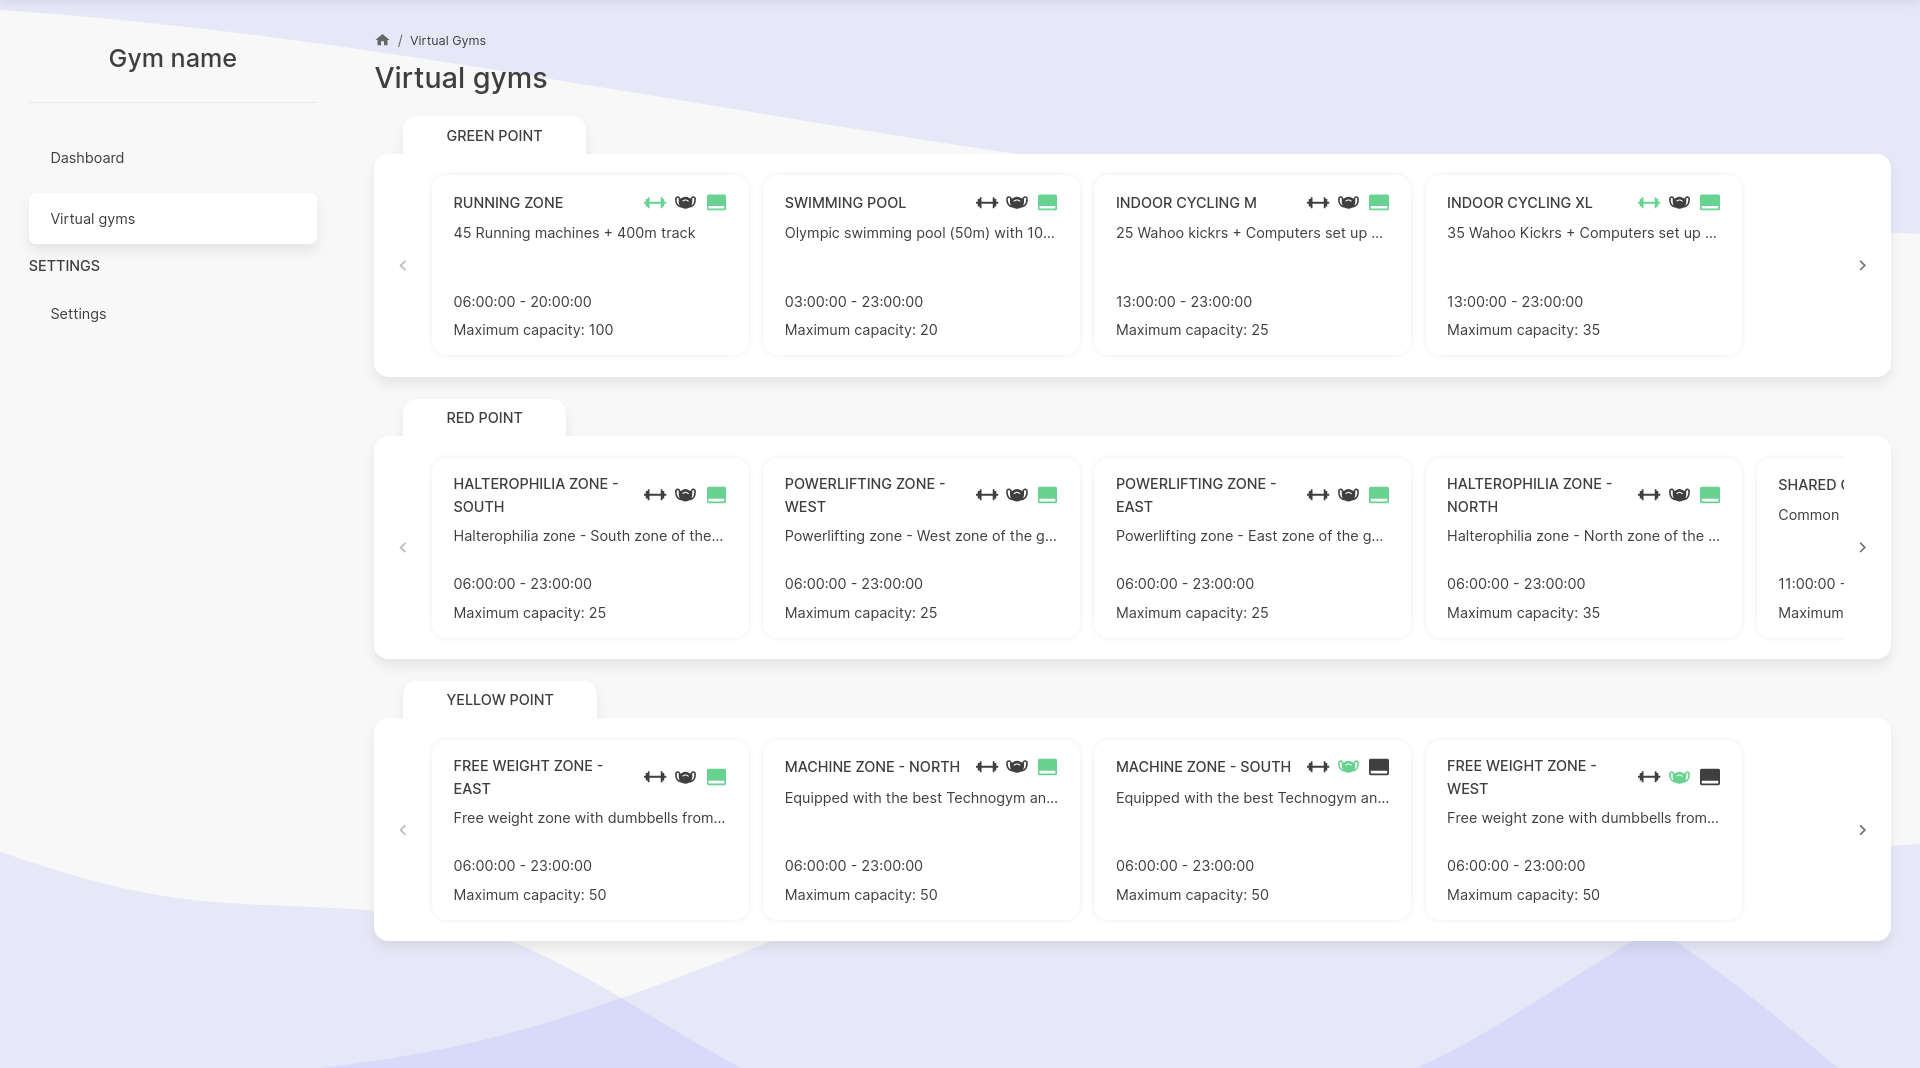 Gym name
Dashboard
Virtual gyms
SETTINGS
Settings
/ Virtual Gyms
Virtual gyms
GREEN POINT
RUNNING ZONE
45 Running machines + 400m track
06:00:00 - 20:00:00
Maximum capacity: 100
SWIMMING POOL
Olympic swimming pool (50m) with 10...
03:00:00 - 23:00:00
Maximum capacity: 20
INDOOR CYCLING M
25 Wahoo kickrs + Computers set up ...
13:00:00 - 23:00:00
Maximum capacity: 25
INDOOR CYCLING XL
35 Wahoo Kickrs + Computers set up ...
13:00:00 - 23:00:00
Maximum capacity: 35
RED POINT
HALTEROPHILIA ZONE -
SOUTH
Halterophilia zone - South zone of the...
06:00:00 - 23:00:00
Maximum capacity: 25
POWERLIFTING ZONE -
WEST
Powerlifting zone - West zone of the g...
06:00:00 - 23:00:00
Maximum capacity: 25
POWERLIFTING ZONE -
EAST
Powerlifting zone - East zone of the g...
06:00:00 - 23:00:00
Maximum capacity: 25
HALTEROPHILIA ZONE -
NORTH
Halterophilia zone - North zone of the ...
06:00:00 - 23:00:00
Maximum capacity: 35
SHARED
Common
11:00:00 -
Maximum
YELLOW POINT
FREE WEIGHT ZONE -
EAST
Free weight zone with dumbbells from...
06:00:00 - 23:00:00
Maximum capacity: 50
MACHINE ZONE - NORTH
Equipped with the best Technogym an...
06:00:00 - 23:00:00
Maximum capacity: 50
MACHINE ZONE - SOUTH
Equipped with the best Technogym an...
06:00:00 - 23:00:00
Maximum capacity: 50
FREE WEIGHT ZONE -
WEST
Free weight zone with dumbbells from...
06:00:00 - 23:00:00
Maximum capacity: 50